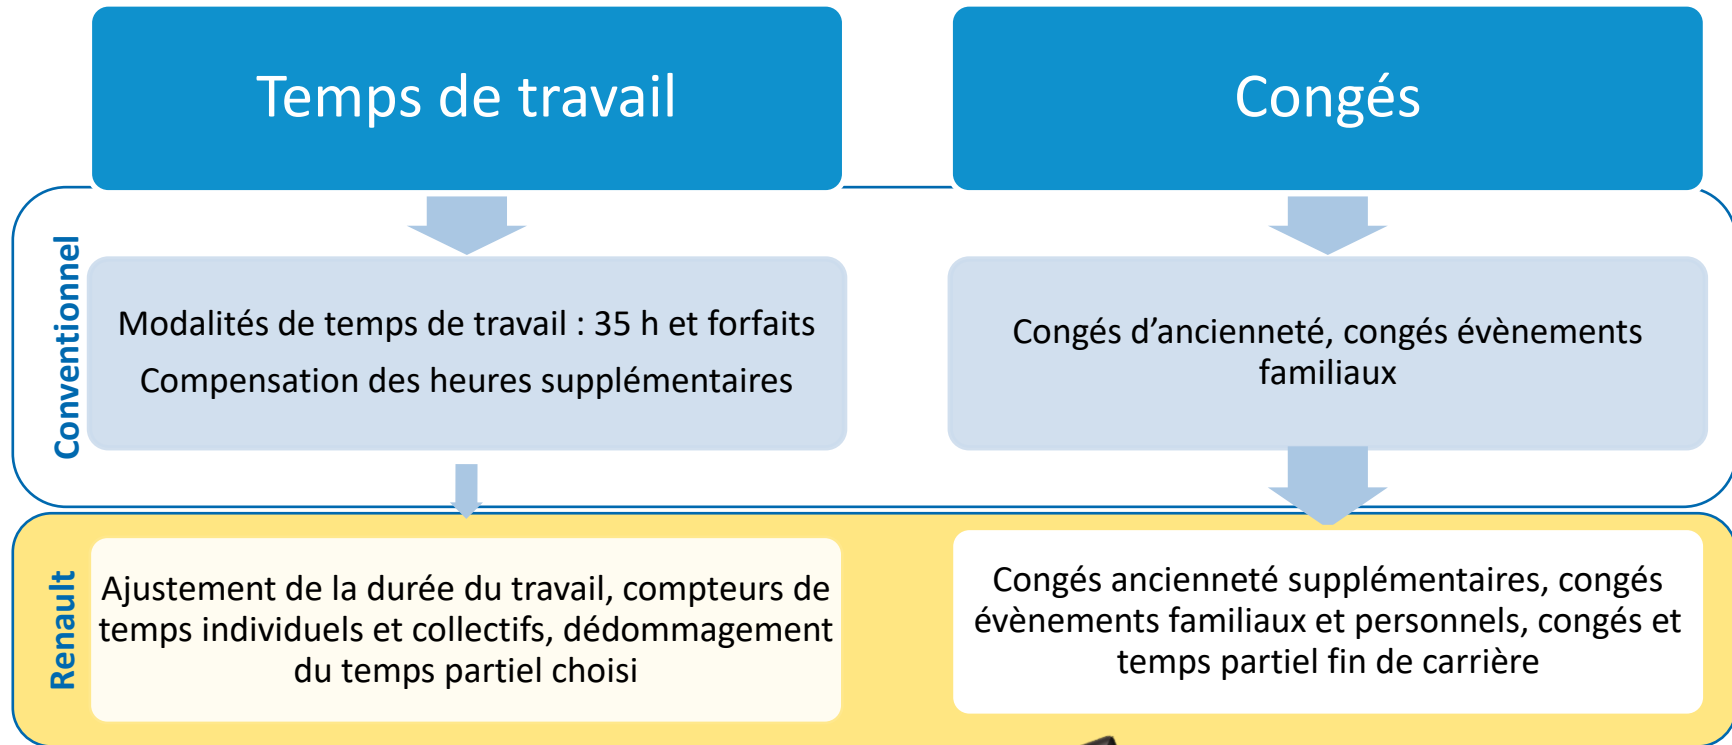 Temps de travail
Congés
Conventionnel
Modalités de temps de travail : 35 h et forfaits
Compensation des heures supplémentaires
Congés d’ancienneté, congés évènements
familiaux
Renault
Ajustement de la durée du travail, compteurs de
temps individuels et collectifs, dédommagement
du temps partiel choisi
Congés ancienneté supplémentaires, congés
évènements familiaux et personnels, congés et
temps partiel fin de carrière